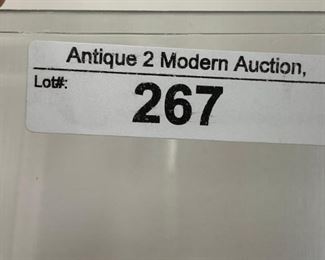 Antique 2 Modern Auction,
Lot#: 267